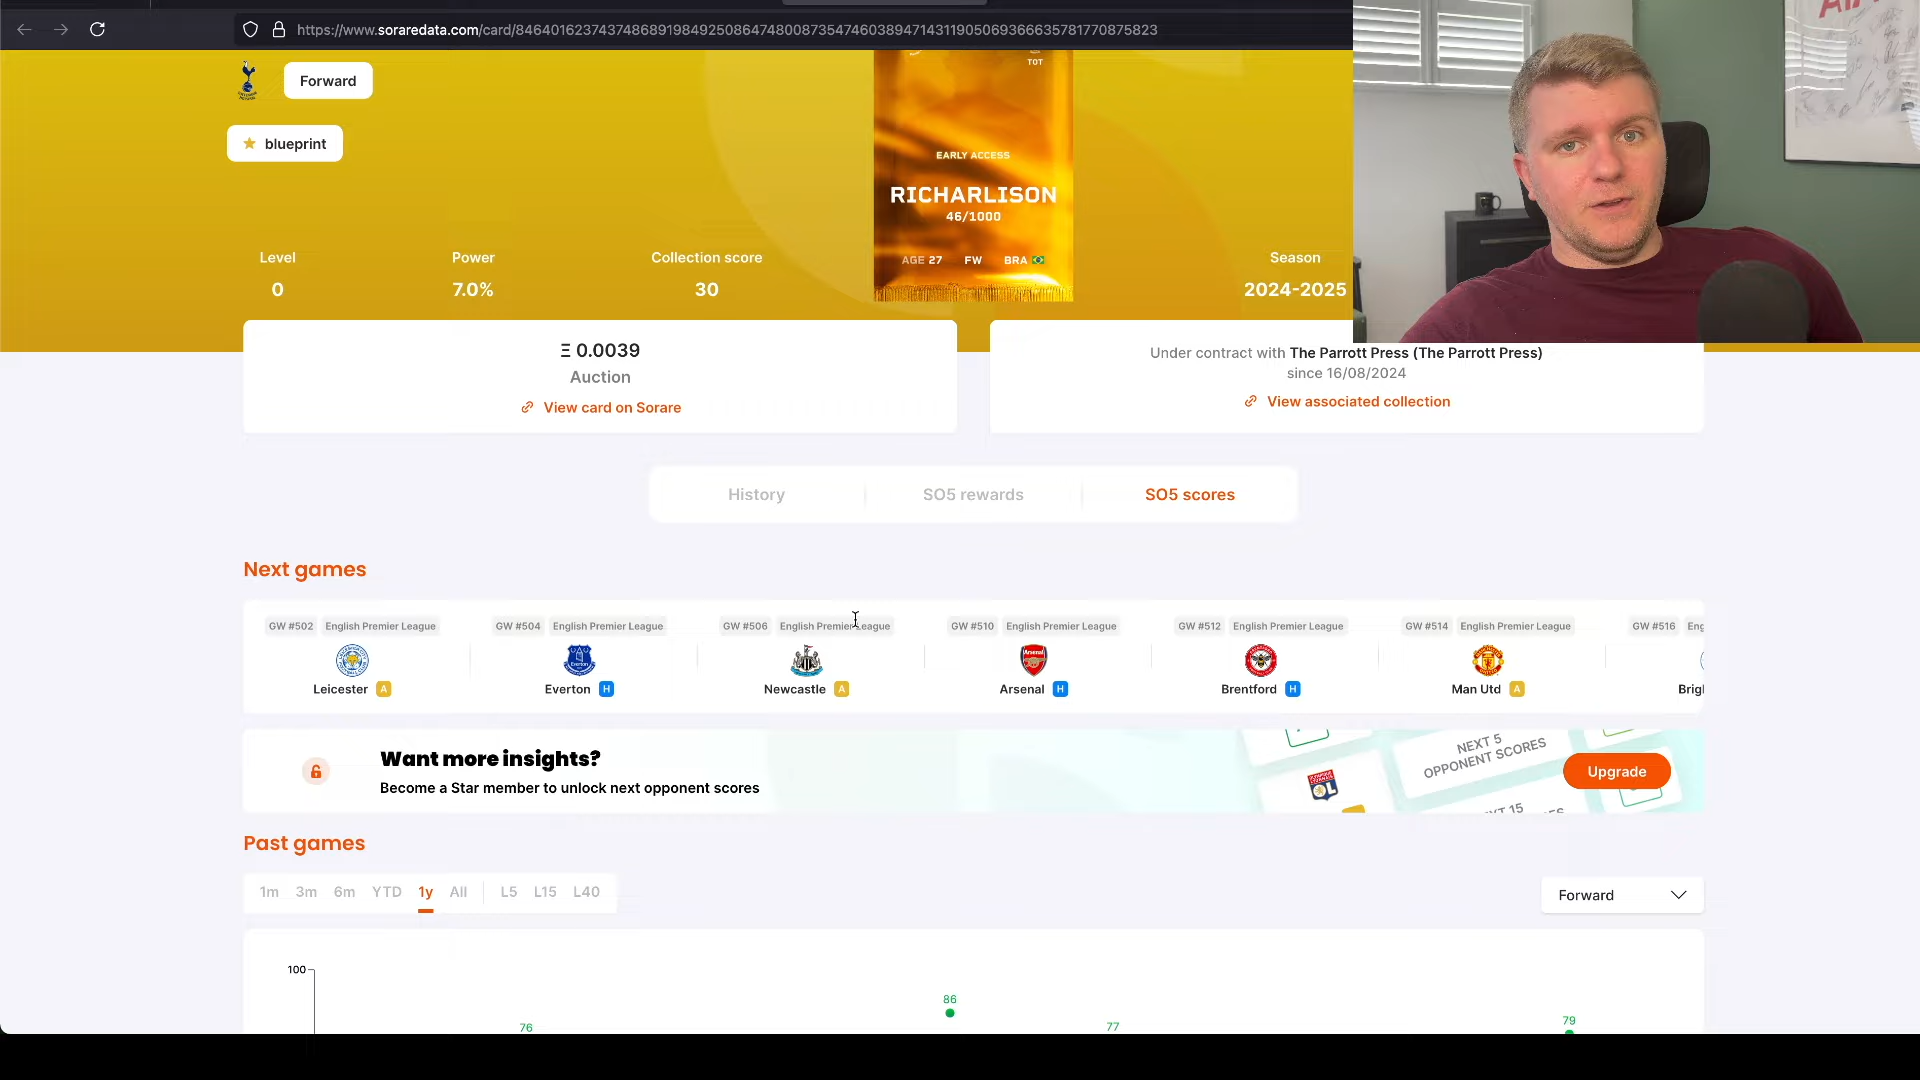 https://www.soraredata.com/card/84640162374374868919849250864748008735474603894714311905069366635781770875823
Forward
blueprint
TOT
EARLY ACCESS
RICHARLISON
46/1000
AGE 27 FW BRA
Level
0
Power
7.0%
Collection score
30
Season
2024-2025
Ξ 0.0039
Auction
View card on Sorare
Under contract with The Parrott Press (The Parrott Press)
since 16/08/2024
View associated collection
History
SO5 rewards
SO5 scores
Next games
GW #502 English Premier League
Leicester A
GW #504 English Premier League
Everton H
GW #506 English Premier League
Newcastle A
GW #510 English Premier League
Arsenal H
GW #512 English Premier League
Brentford H
GW #514 English Premier League
Man Utd A
GW #516 Eng
Brig
Want more insights?
Become a Star member to unlock next opponent scores
NEXT 5
OPPONENT SCORES
Upgrade
Past games
1m 3m 6m YTD 1y All L5 L15 L40
Forward
100
86
76
77
79